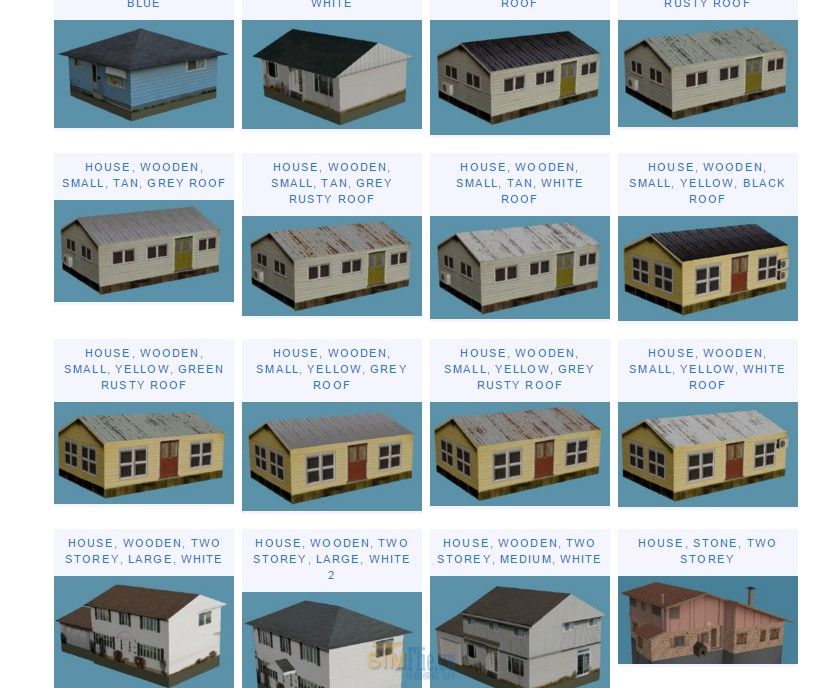 BLUE
WHITE
ROOF
RUSTY ROOF
HOUSE, WOODEN,
SMALL, TAN, GREY ROOF
HOUSE, WOODEN,
SMALL, TAN, GREY
RUSTY ROOF
HOUSE, WOODEN,
SMALL, TAN, WHITE
ROOF
HOUSE, WOODEN,
SMALL, YELLOW, BLACK
ROOF
HOUSE, WOODEN,
SMALL, YELLOW, GREEN
RUSTY ROOF
HOUSE, WOODEN,
SMALL, YELLOW, GREY
ROOF
HOUSE, WOODEN,
SMALL, YELLOW, GREY
RUSTY ROOF
HOUSE, WOODEN,
SMALL, YELLOW, WHITE
ROOF
HOUSE, WOODEN, TWO
STOREY, LARGE, WHITE
HOUSE, WOODEN, TWO
STOREY, LARGE, WHITE
2
HOUSE, WOODEN, TWO
STOREY, MEDIUM, WHITE
HOUSE, STONE, TWO
STOREY